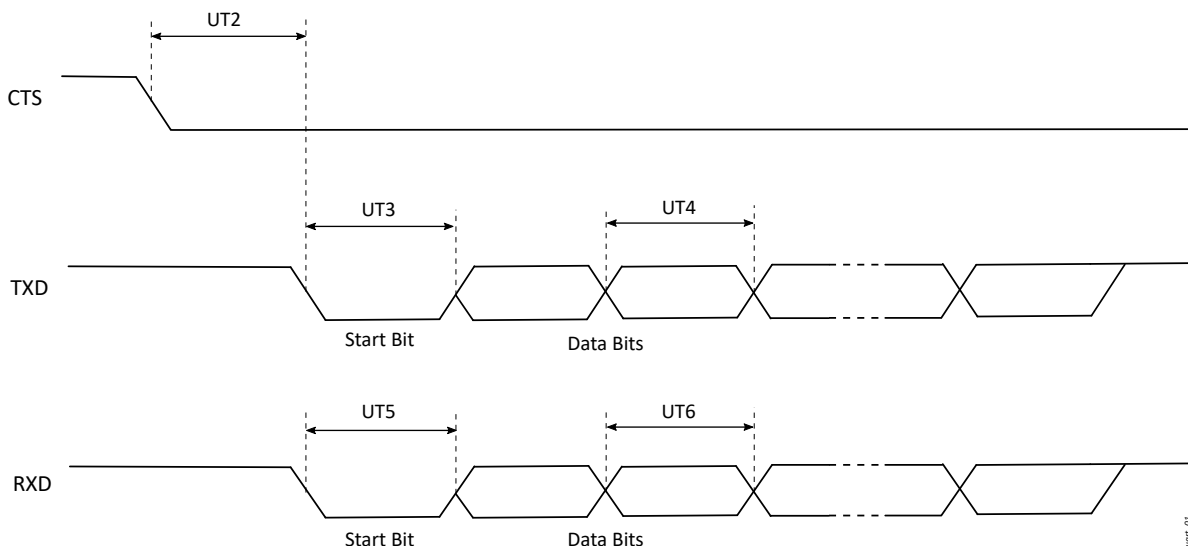 UT2
CTS
UT3
UT4
TXD
Start Bit
Data Bits
UT5
UT6
RXD
Start Bit
Data Bits